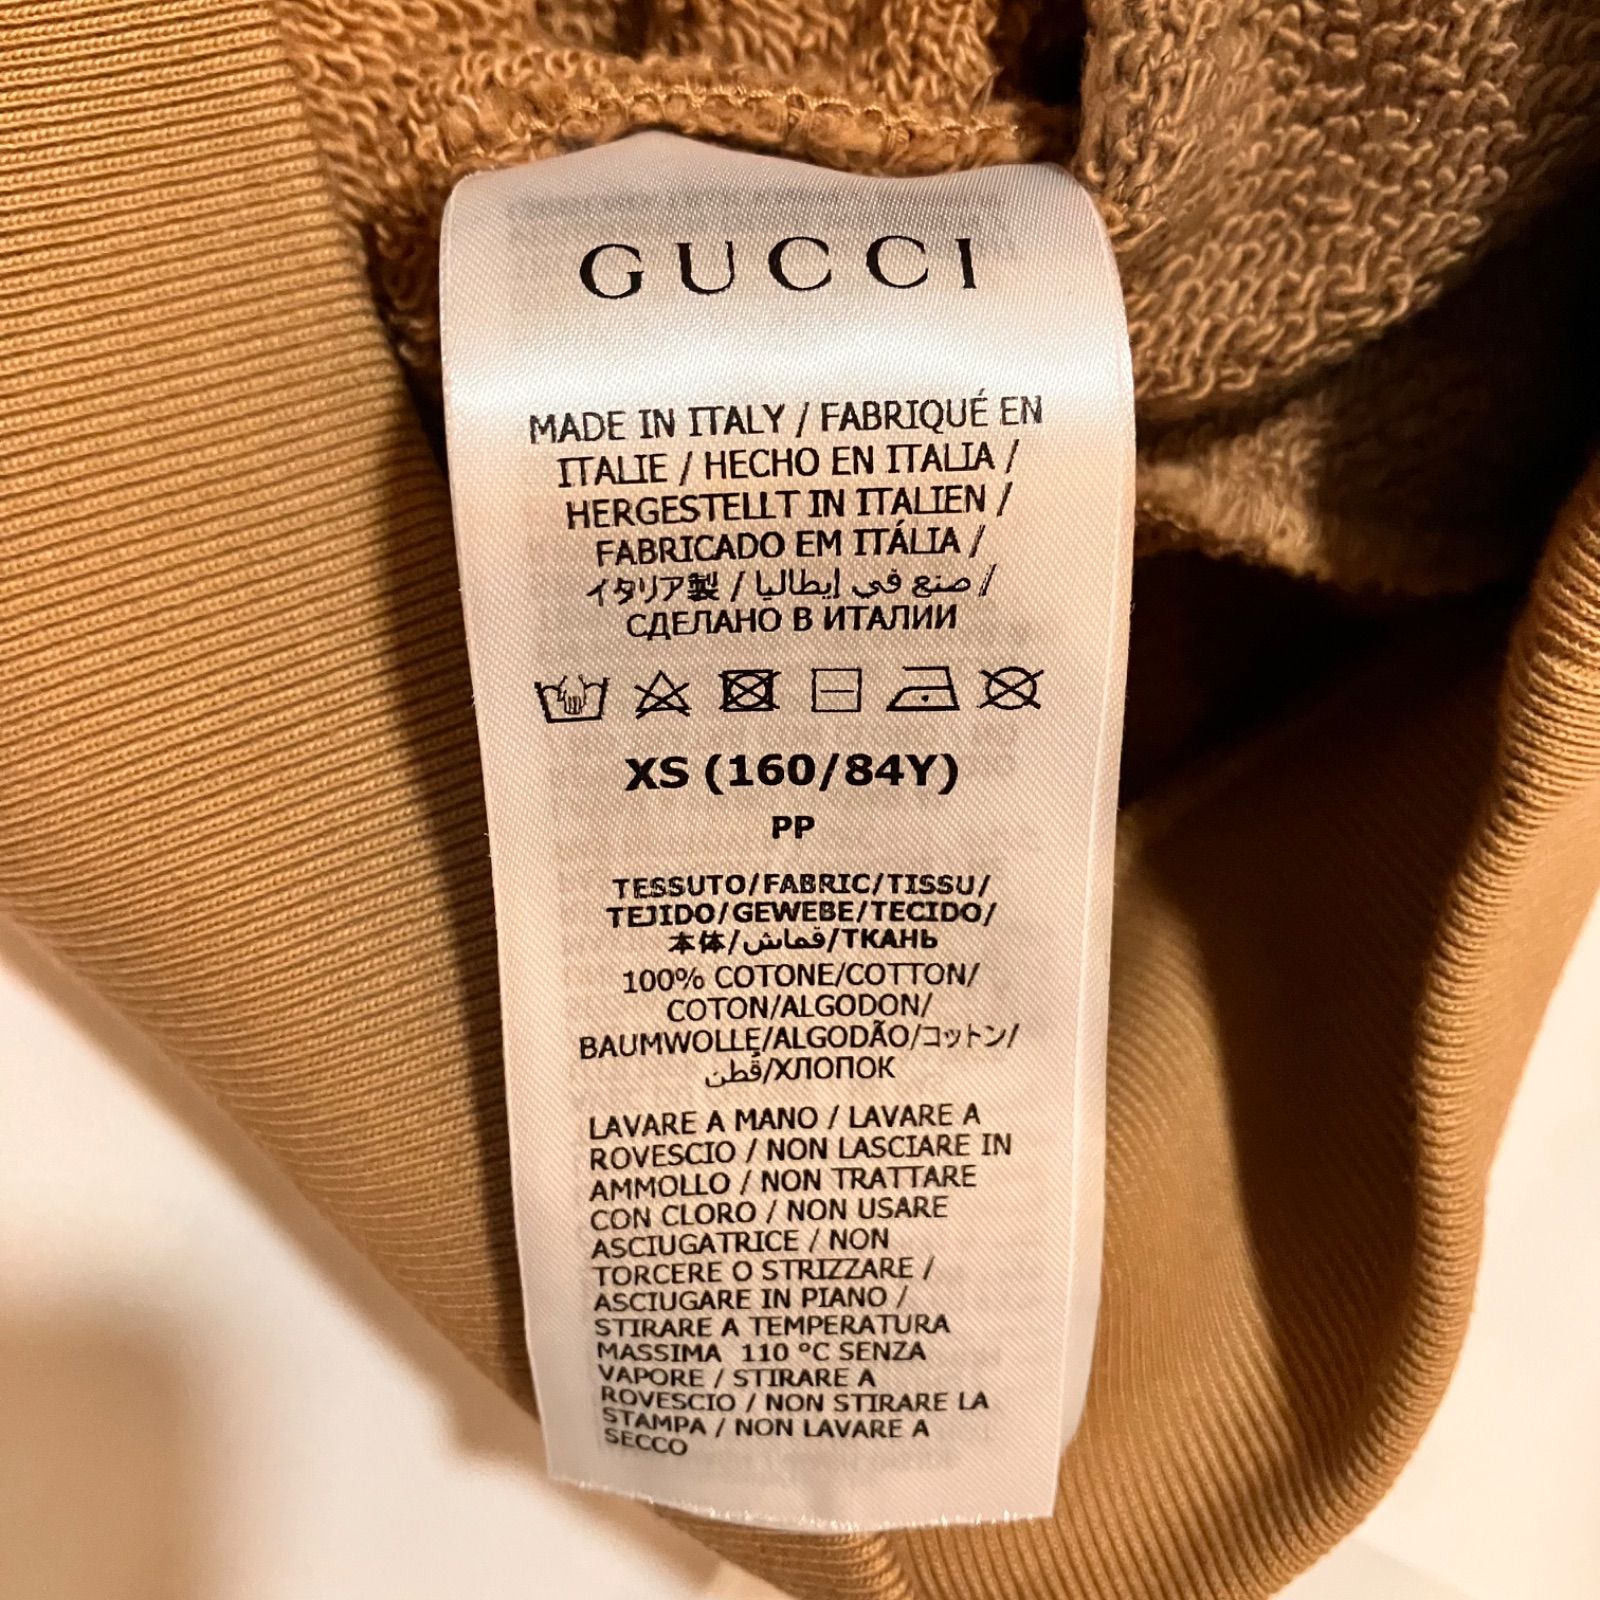 GUCCI
MADE IN ITALY / FABRIQUÉ EN
ITALIE / HECHO EN ITALIA /
HERGESTELLT IN ITALIEN /
FABRICADO EM ITÁLIA /
イタリア製 / صنع في إيطاليا /
СДЕЛАНО В ИТАЛИИ
XS (160/84Y)
PP
TESSUTO/FABRIC/TISSU/
TEJIDO/GEWEBE/TECIDO/
本体/قماش/ТКАНЬ
100% COTONE/COTTON/
COTON/ALGODON/
BAUMWOLLE/ALGODÃO/コットン/
قُطن/ХЛОПОК
LAVARE A MANO / LAVARE A
ROVESCIO / NON LASCIARE IN
AMMOLLO / NON TRATTARE
CON CLORO / NON USARE
ASCIUGATRICE / NON
TORCERE O STRIZZARE /
ASCIUGARE IN PIANO /
STIRARE A TEMPERATURA
MASSIMA 110 °C SENZA
VAPORE / STIRARE A
ROVESCIO / NON STIRARE LA
STAMPA / NON LAVARE A
SECCO